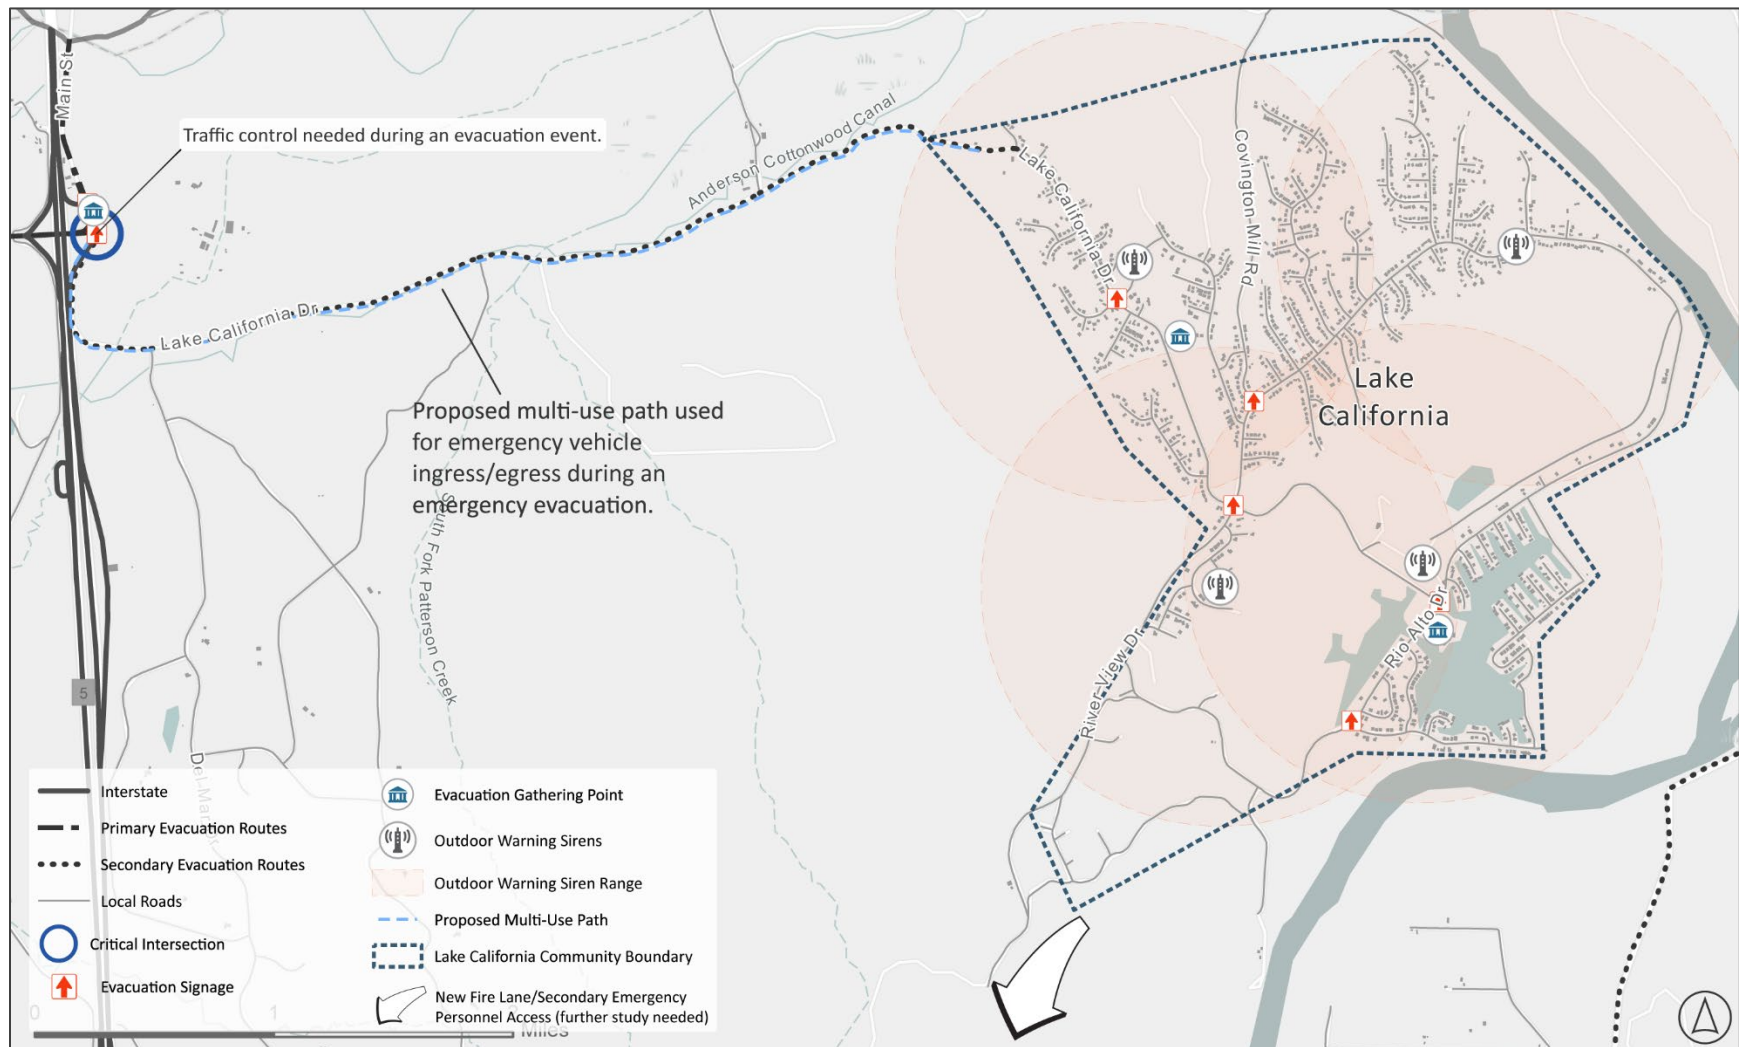 Main St
Traffic control needed during an evacuation event.
Anderson Cottonwood Canal
Lake California Dr
Covington Mill Rd
Lake California Dr
Lake
California
Proposed multi-use path used
for emergency vehicle
ingress/egress during an
emergency evacuation.
South Fork Patterson Creek
Rio Alto Dr
River View Dr
5
Del Mar Dr
Interstate
Primary Evacuation Routes
Secondary Evacuation Routes
Local Roads
Critical Intersection
Evacuation Signage
Evacuation Gathering Point
Outdoor Warning Sirens
Outdoor Warning Siren Range
Proposed Multi-Use Path
Lake California Community Boundary
New Fire Lane/Secondary Emergency
Personnel Access (further study needed)
0 1 2
Miles